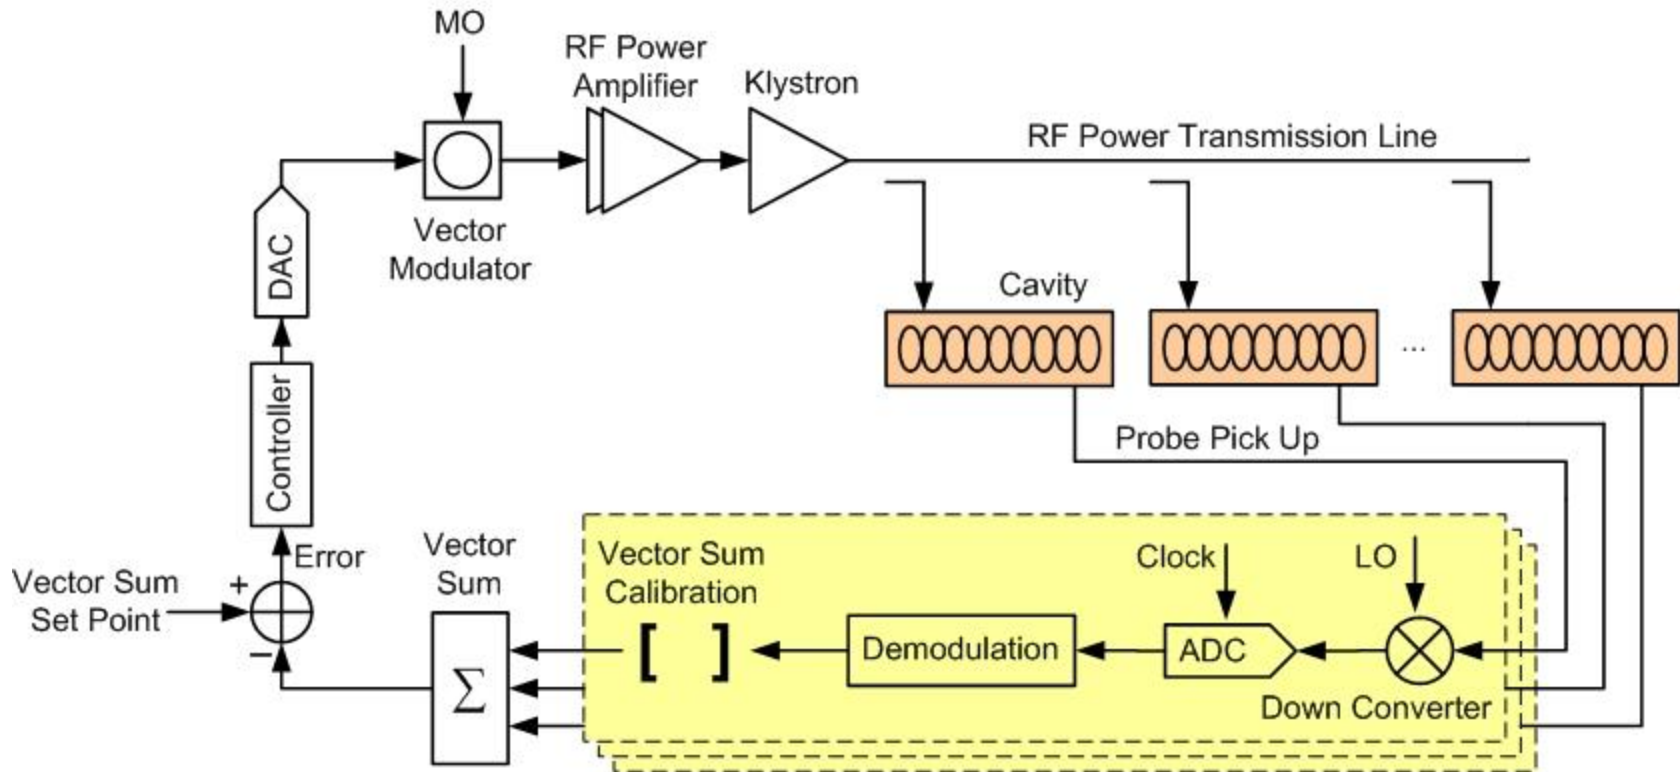 MO
RF Power
Amplifier
Klystron
RF Power Transmission Line
Vector
Modulator
DAC
Cavity
...
Controller
Probe Pick Up
Error
Vector
Sum
Vector Sum
Calibration
Clock
LO
Vector Sum
Set Point
+
−
Σ
[ ]
Demodulation
ADC
Down Converter